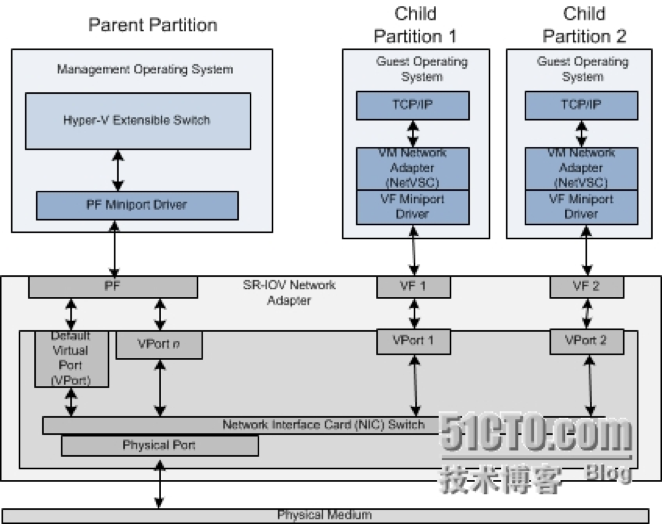 Parent Partition
Child
Partition 1
Child
Partition 2
Management Operating System
Guest Operating
System
Guest Operating
System
Hyper-V Extensible Switch
TCP/IP
TCP/IP
VM Network
Adapter
(NetVSC)
VM Network
Adapter
(NetVSC)
PF Miniport Driver
VF Miniport
Driver
VF Miniport
Driver
PF
SR-IOV Network
Adapter
VF 1
VF 2
Default
Virtual
Port
(VPort)
VPort n
VPort 1
VPort 2
Network Interface Card (NIC) Switch
Physical Port
51CTO.com
技术博客 Blog
Physical Medium